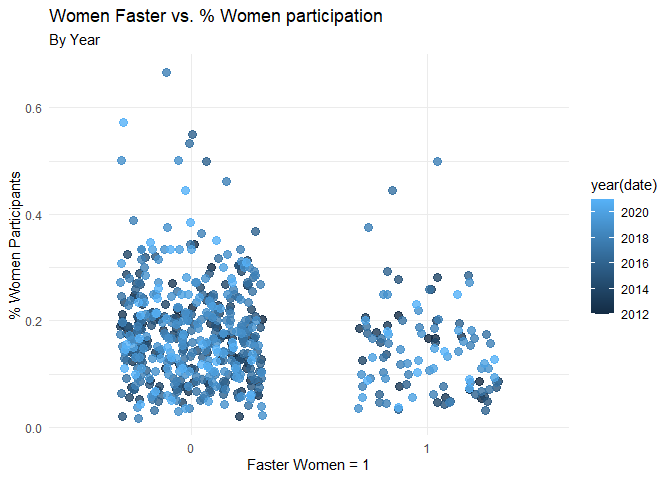 Women Faster vs. % Women participation
By Year
% Women Participants
0.6
0.4
0.2
0.0
0
1
Faster Women = 1
year(date)
2020
2018
2016
2014
2012